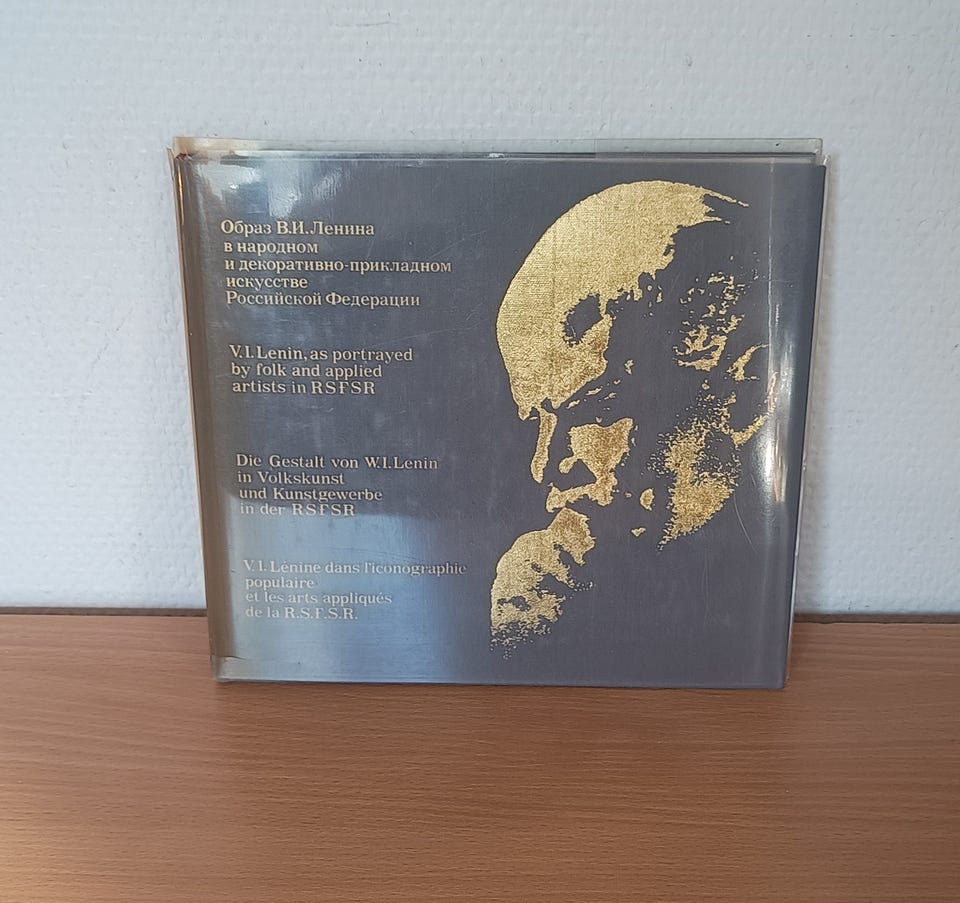 Образ В.И.Ленина
в народном
и декоративно-прикладном
искусстве
Российской Федерации
V.I.Lenin, as portrayed
by folk and applied
artists in RSFSR
Die Gestalt von W.I.Lenin
in Volkskunst
und Kunstgewerbe
in der RSFSR
V.I. Lénine dans l'iconographie
populaire
et les arts appliqués
de la R.S.F.S.R.